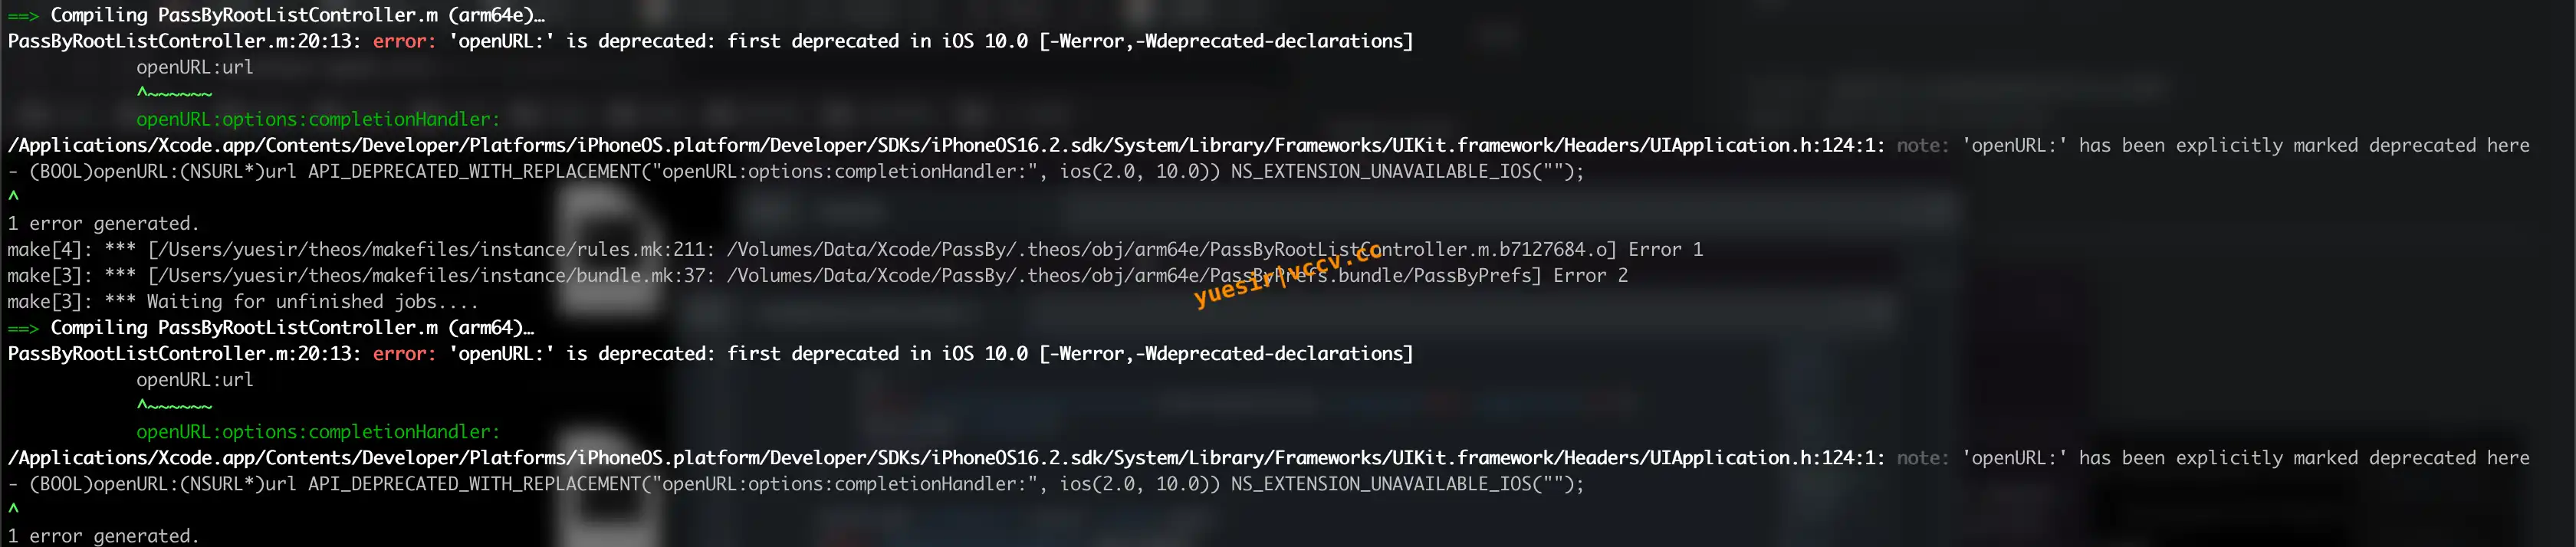 ==> Compiling PassByRootListController.m (arm64e)…
PassByRootListController.m:20:13: error: 'openURL:' is deprecated: first deprecated in iOS 10.0 [-Werror,-Wdeprecated-declarations]
openURL:url
^~~~~~~
openURL:options:completionHandler:
/Applications/Xcode.app/Contents/Developer/Platforms/iPhoneOS.platform/Developer/SDKs/iPhoneOS16.2.sdk/System/Library/Frameworks/UIKit.framework/Headers/UIApplication.h:124:1: note: 'openURL:' has been explicitly marked deprecated here
- (BOOL)openURL:(NSURL*)url API_DEPRECATED_WITH_REPLACEMENT("openURL:options:completionHandler:", ios(2.0, 10.0)) NS_EXTENSION_UNAVAILABLE_IOS("");
^
1 error generated.
make[4]: *** [/Users/yuesir/theos/makefiles/instance/rules.mk:211: /Volumes/Data/Xcode/PassBy/.theos/obj/arm64e/PassByRootListController.m.b7127684.o] Error 1
make[3]: *** [/Users/yuesir/theos/makefiles/instance/bundle.mk:37: /Volumes/Data/Xcode/PassBy/.theos/obj/arm64e/PassByPrefs.bundle/PassByPrefs] Error 2
yuesir|vccv.cc
make[3]: *** Waiting for unfinished jobs....
==> Compiling PassByRootListController.m (arm64)…
PassByRootListController.m:20:13: error: 'openURL:' is deprecated: first deprecated in iOS 10.0 [-Werror,-Wdeprecated-declarations]
openURL:url
^~~~~~~
openURL:options:completionHandler:
/Applications/Xcode.app/Contents/Developer/Platforms/iPhoneOS.platform/Developer/SDKs/iPhoneOS16.2.sdk/System/Library/Frameworks/UIKit.framework/Headers/UIApplication.h:124:1: note: 'openURL:' has been explicitly marked deprecated here
- (BOOL)openURL:(NSURL*)url API_DEPRECATED_WITH_REPLACEMENT("openURL:options:completionHandler:", ios(2.0, 10.0)) NS_EXTENSION_UNAVAILABLE_IOS("");
^
1 error generated.